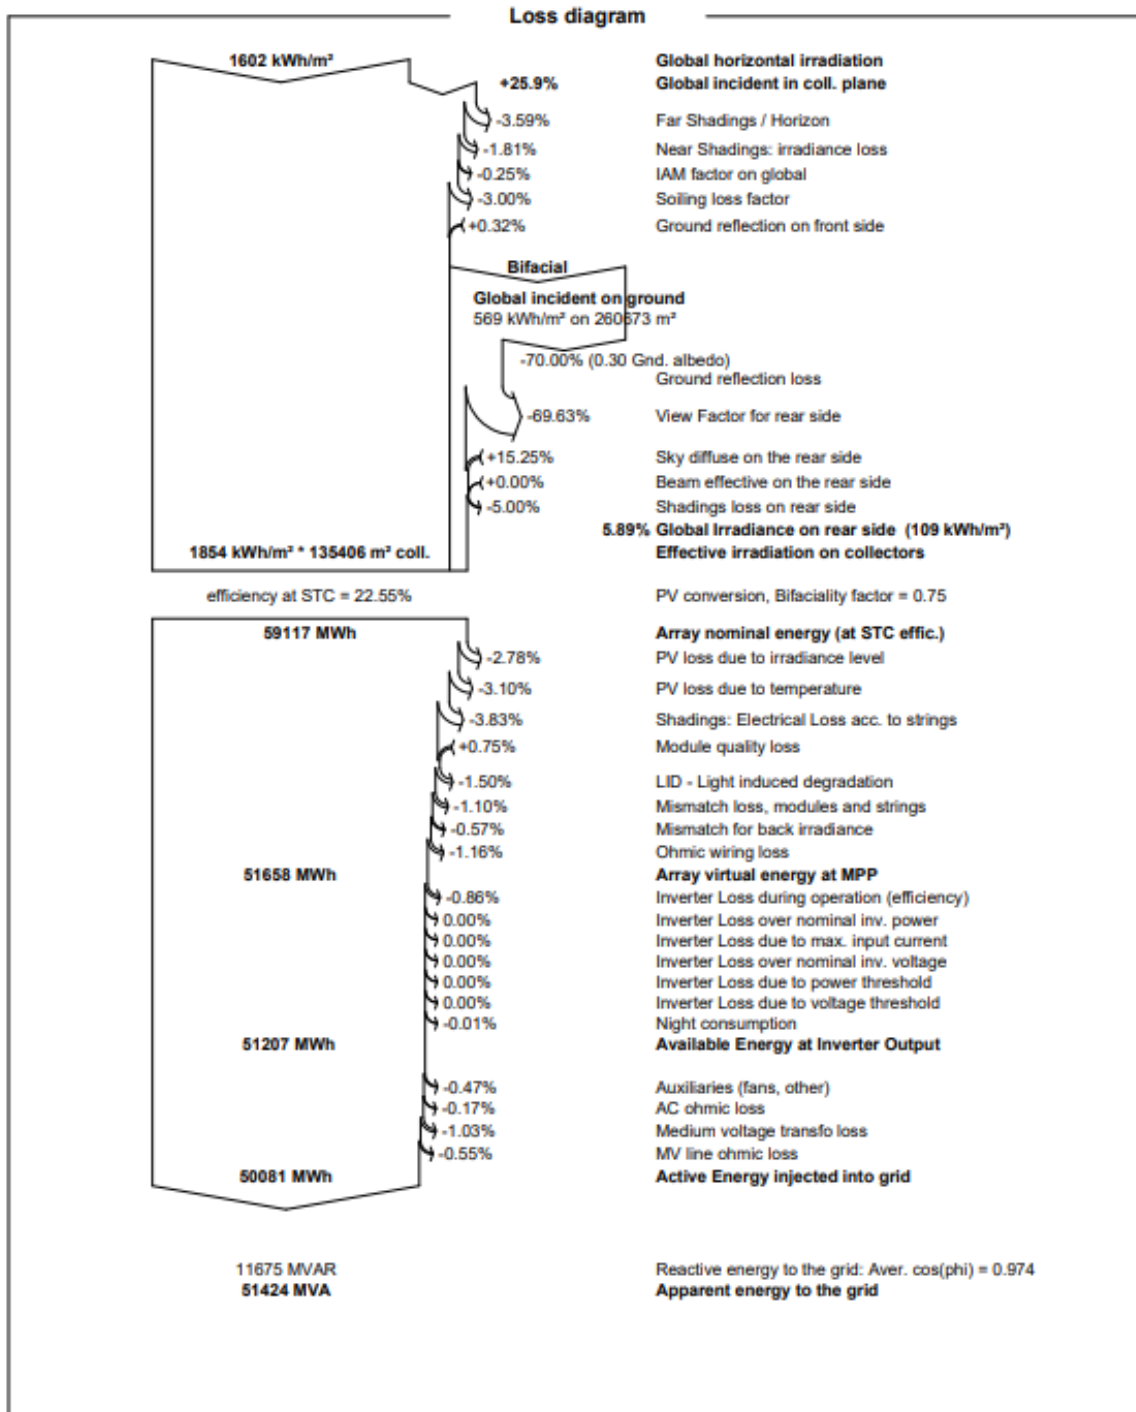 Loss diagram
1602 kWh/m² Global horizontal irradiation
+25.9% Global incident in coll. plane
-3.59% Far Shadings / Horizon
-1.81% Near Shadings: irradiance loss
-0.25% IAM factor on global
-3.00% Soiling loss factor
+0.32% Ground reflection on front side
Bifacial
Global incident on ground
569 kWh/m² on 260673 m²
-70.00% (0.30 Gnd. albedo)
Ground reflection loss
-69.63% View Factor for rear side
+15.25% Sky diffuse on the rear side
+0.00% Beam effective on the rear side
-5.00% Shadings loss on rear side
5.89% Global Irradiance on rear side (109 kWh/m²)
1854 kWh/m² * 135406 m² coll. Effective irradiation on collectors
efficiency at STC = 22.55% PV conversion, Bifaciality factor = 0.75
59117 MWh Array nominal energy (at STC effic.)
-2.78% PV loss due to irradiance level
-3.10% PV loss due to temperature
-3.83% Shadings: Electrical Loss acc. to strings
+0.75% Module quality loss
-1.50% LID - Light induced degradation
-1.10% Mismatch loss, modules and strings
-0.57% Mismatch for back irradiance
-1.16% Ohmic wiring loss
51658 MWh Array virtual energy at MPP
-0.86% Inverter Loss during operation (efficiency)
0.00% Inverter Loss over nominal inv. power
0.00% Inverter Loss due to max. input current
0.00% Inverter Loss over nominal inv. voltage
0.00% Inverter Loss due to power threshold
0.00% Inverter Loss due to voltage threshold
-0.01% Night consumption
51207 MWh Available Energy at Inverter Output
-0.47% Auxiliaries (fans, other)
-0.17% AC ohmic loss
-1.03% Medium voltage transfo loss
-0.55% MV line ohmic loss
50081 MWh Active Energy injected into grid
11675 MVAR Reactive energy to the grid: Aver. cos(phi) = 0.974
51424 MVA Apparent energy to the grid